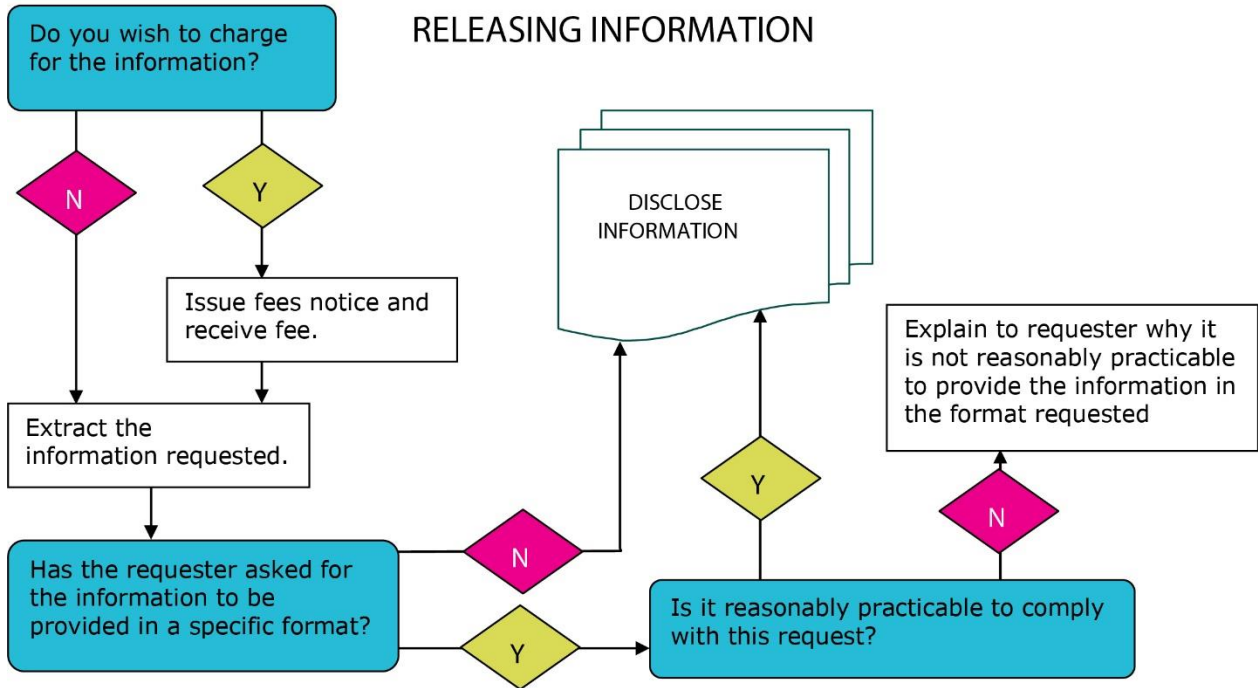 RELEASING INFORMATION
Do you wish to charge
for the information?
N
Y
Issue fees notice and
receive fee.
Extract the
information requested.
Has the requester asked for
the information to be
provided in a specific format?
N
Y
DISCLOSE
INFORMATION
Is it reasonably practicable to comply
with this request?
Y
N
Explain to requester why it
is not reasonably practicable
to provide the information in
the format requested